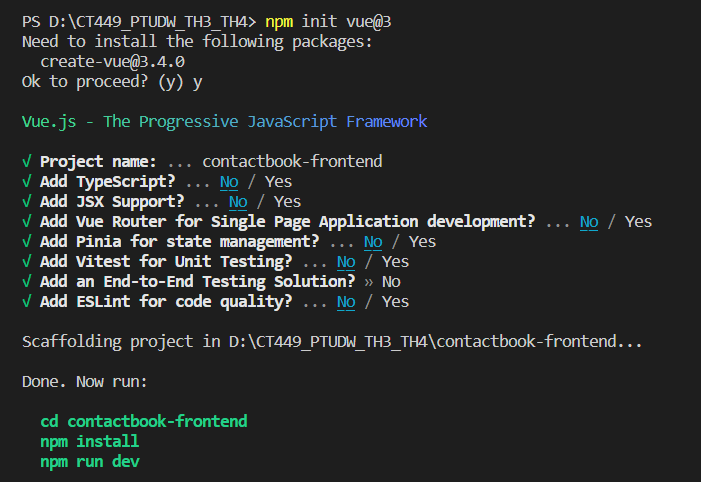 PS D:\CT449_PTUDW_TH3_TH4> npm init vue@3
Need to install the following packages:
  create-vue@3.4.0
Ok to proceed? (y) y
Vue.js - The Progressive JavaScript Framework
√ Project name: ... contactbook-frontend
√ Add TypeScript? ... No / Yes
√ Add JSX Support? ... No / Yes
√ Add Vue Router for Single Page Application development? ... No / Yes
√ Add Pinia for state management? ... No / Yes
√ Add Vitest for Unit Testing? ... No / Yes
√ Add an End-to-End Testing Solution? » No
√ Add ESLint for code quality? ... No / Yes
Scaffolding project in D:\CT449_PTUDW_TH3_TH4\contactbook-frontend...
Done. Now run:
  cd contactbook-frontend
  npm install
  npm run dev